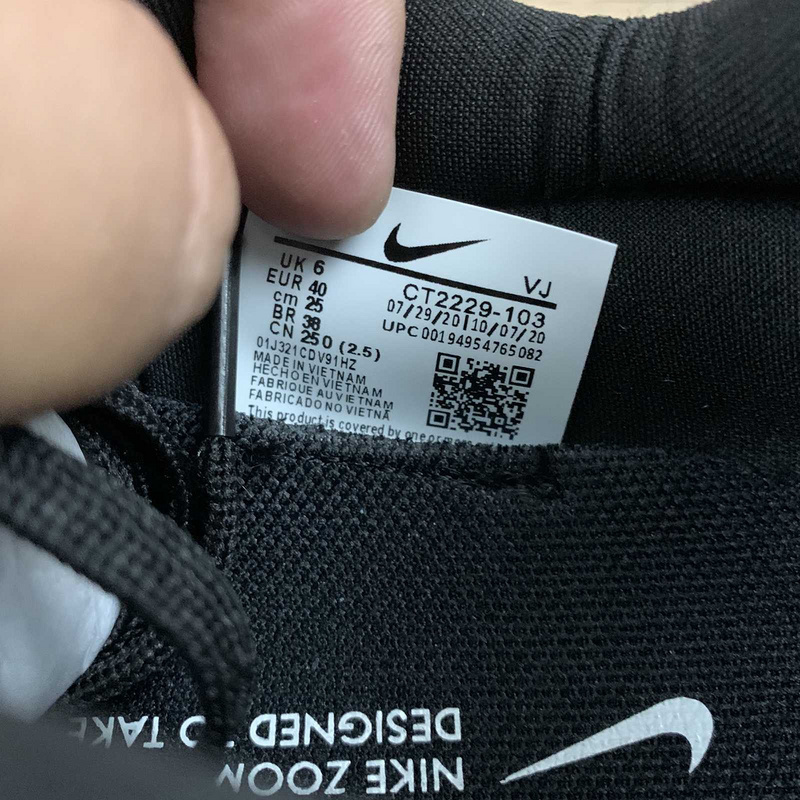 UK 6
EUR 40
cm 25
BR 38
CN 250 (2.5)
VJ
CT2229-103
07/29/20|10/07/20
UPC 00194954765082
01J321CDV91HZ
MADE IN VIETNAM
HECHO EN VIETNAM
FABRIQUE AU VIETNAM
FABRICADO NO VIETNÃ
This product is covered by one or more
NIKE ZOOM
DESIGNED TO TAKE